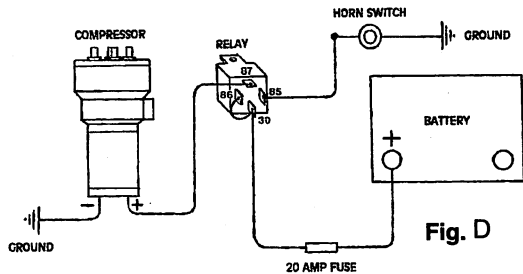 HORN SWITCH
COMPRESSOR
RELAY
GROUND
87
86
85
30
BATTERY
+
-
+
GROUND
Fig. D
20 AMP FUSE